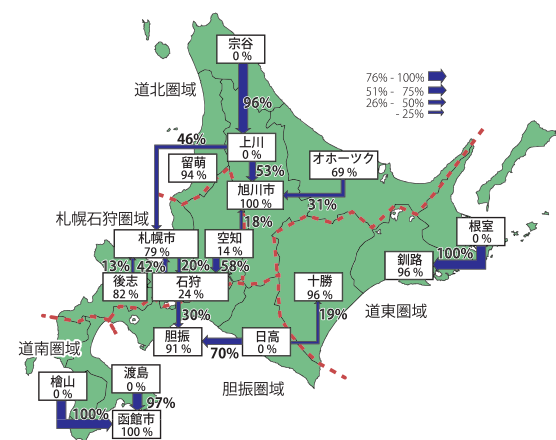 宗谷
0 %
道北圏域
76% - 100%
51% - 75%
26% - 50%
- 25%
96%
46%
上川
0 %
留萌
94 %
53%
オホーツク
69 %
旭川市
100 %
31%
札幌石狩圏域
18%
札幌市
79 %
空知
14 %
根室
0 %
100%
釧路
96 %
13%
42%
20%
58%
後志
82 %
石狩
24 %
十勝
96 %
19%
道東圏域
30%
胆振
91 %
日高
0 %
70%
道南圏域
渡島
0 %
檜山
0 %
胆振圏域
97%
100%
函館市
100 %